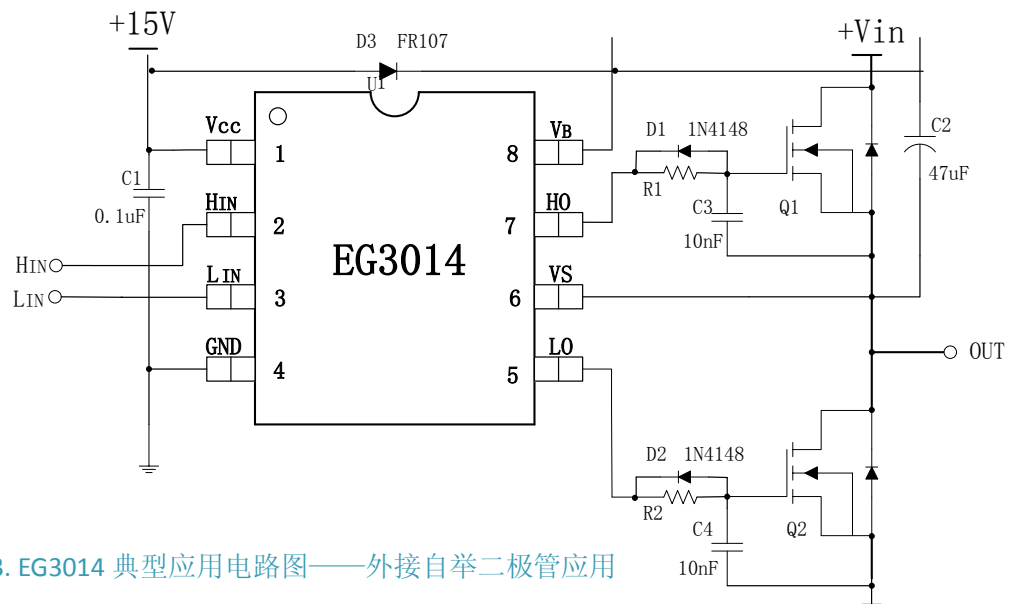 +15V
+Vin
D3 FR107
U1
Vcc
1
VB
8
D1 1N4148
R1
C2
47uF
C1
0.1uF
HIN
2
HO
7
C3
10nF
Q1
EG3014
HIN
LIN
LIN
3
VS
6
GND
4
LO
5
OUT
D2 1N4148
R2
C4
10nF
Q2
. EG3014 典型应用电路图——外接自举二极管应用